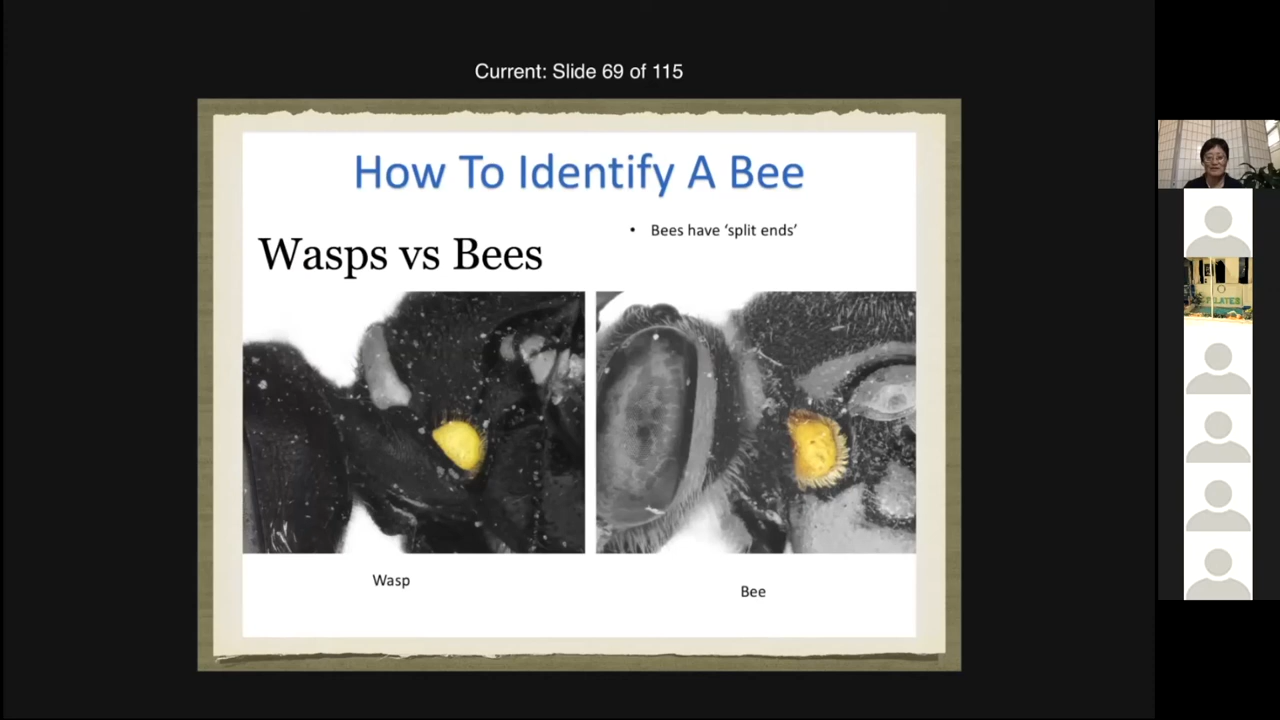 Current: Slide 69 of 115
How To Identify A Bee
Wasps vs Bees
• Bees have ‘split ends’
Wasp
Bee